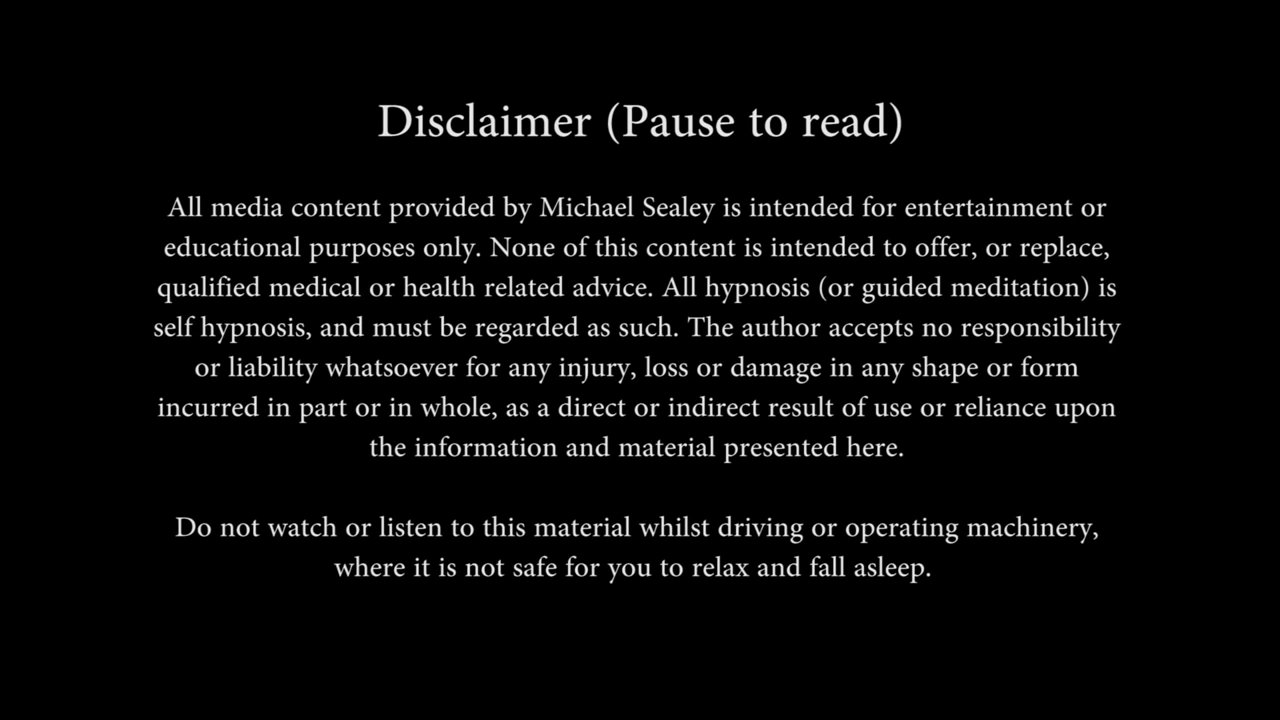 Disclaimer (Pause to read)
All media content provided by Michael Sealey is intended for entertainment or
educational purposes only. None of this content is intended to offer, or replace,
qualified medical or health related advice. All hypnosis (or guided meditation) is
self hypnosis, and must be regarded as such. The author accepts no responsibility
or liability whatsoever for any injury, loss or damage in any shape or form
incurred in part or in whole, as a direct or indirect result of use or reliance upon
the information and material presented here.
Do not watch or listen to this material whilst driving or operating machinery,
where it is not safe for you to relax and fall asleep.